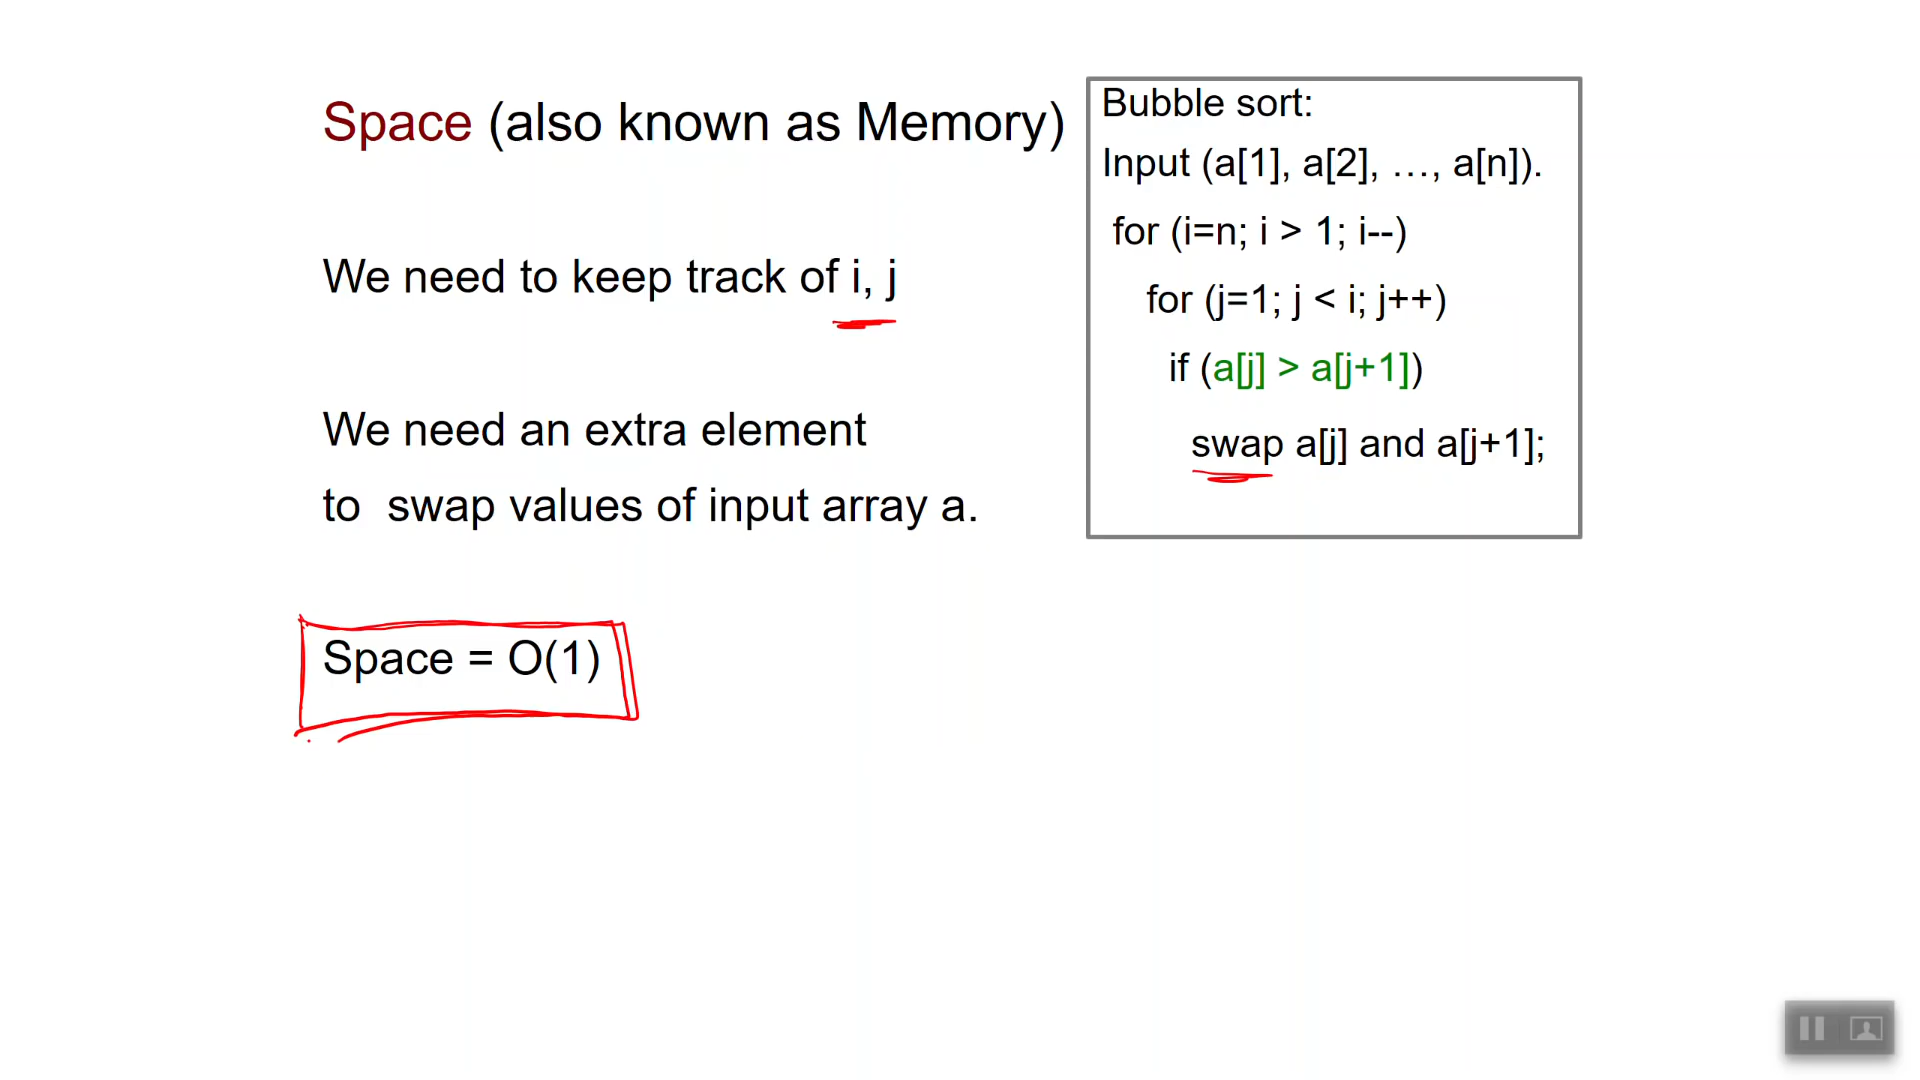 Space (also known as Memory)
We need to keep track of i, j
We need an extra element
to swap values of input array a.
Space = O(1)
Bubble sort:
Input (a[1], a[2], …, a[n]).
for (i=n; i > 1; i--)
for (j=1; j < i; j++)
if (a[j] > a[j+1])
swap a[j] and a[j+1];